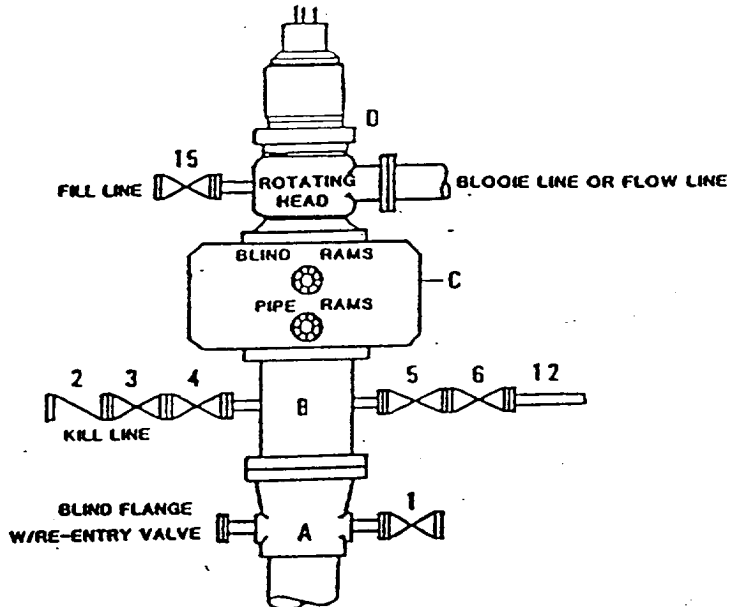 D
15
FILL LINE
ROTATING
HEAD
BLOOIE LINE OR FLOW LINE
BLIND RAMS
C
PIPE RAMS
2 3 4
5 6 12
B
KILL LINE
BLIND FLANGE
W/RE-ENTRY VALVE
A
1